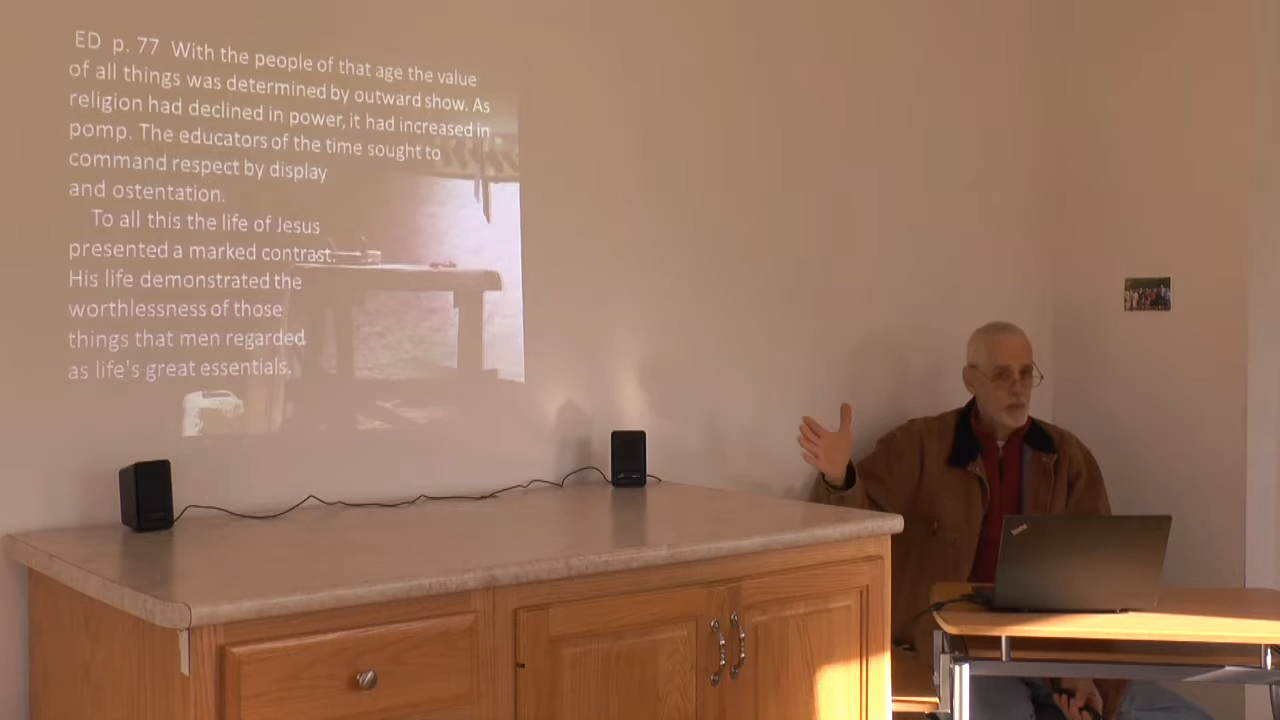 ED p. 77 With the people of that age the value
of all things was determined by outward show. As
religion had declined in power, it had increased in
pomp. The educators of the time sought to
command respect by display
and ostentation.
To all this the life of Jesus
presented a marked contrast.
His life demonstrated the
worthlessness of those
things that men regarded
as life's great essentials.
ThinkPad